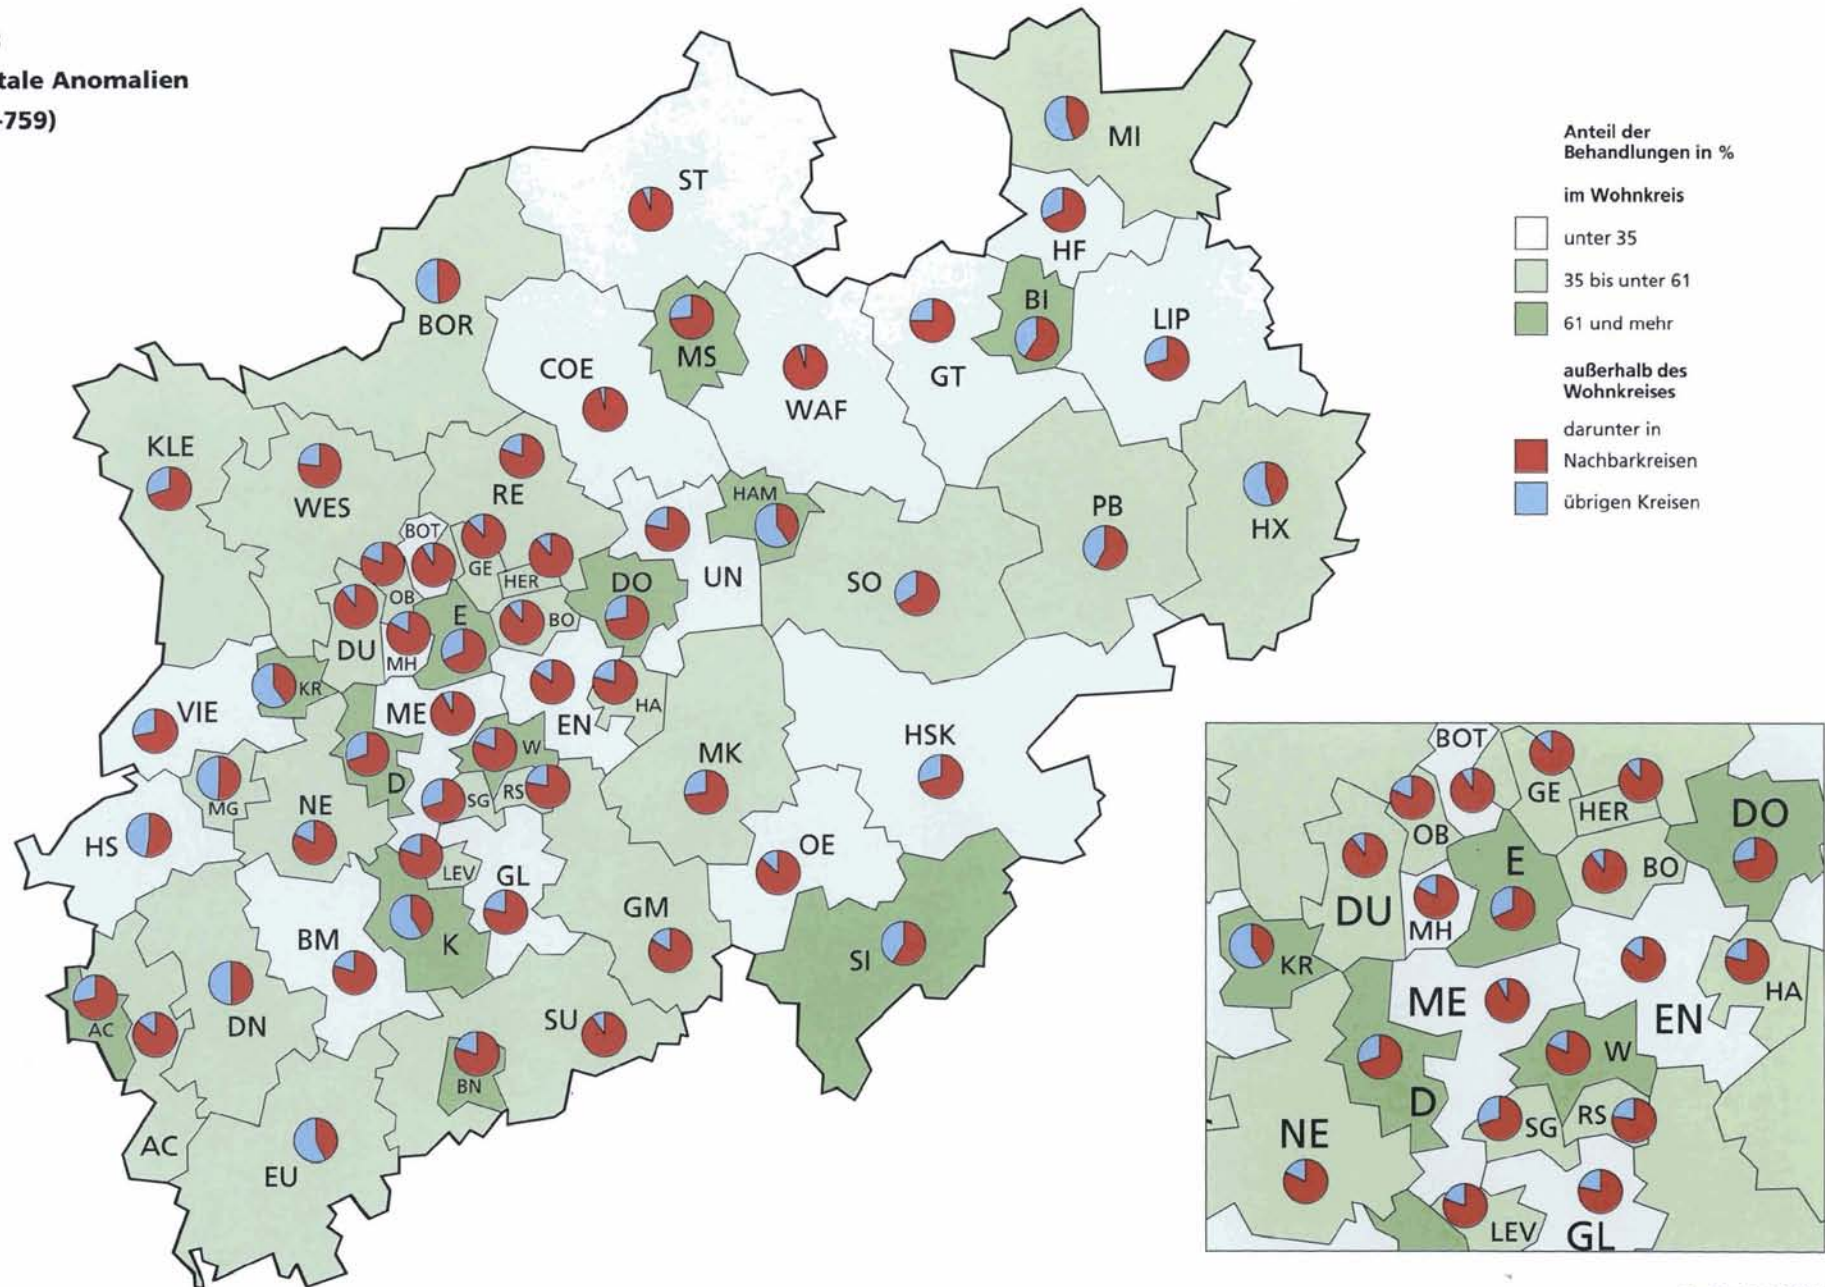 tale Anomalien
-759)
Anteil der
Behandlungen in %
im Wohnkreis
unter 35
35 bis unter 61
61 und mehr
außerhalb des
Wohnkreises
darunter in
Nachbarkreisen
übrigen Kreisen
MI
ST
HF
BOR
BI
LIP
MS
COE
GT
WAF
KLE
WES
RE
HAM
PB
HX
BOT
GE
HER
DO
UN
SO
OB
E
BO
DU
MH
KR
HA
VIE
ME
EN
W
MK
HSK
D
MG
NE
SG
RS
HS
OE
LEV
GL
GM
BM
K
SI
AC
DN
SU
BN
AC
EU
BOT
GE
HER
DO
OB
E
BO
DU
MH
KR
HA
ME
EN
W
D
NE
SG
RS
LEV
GL